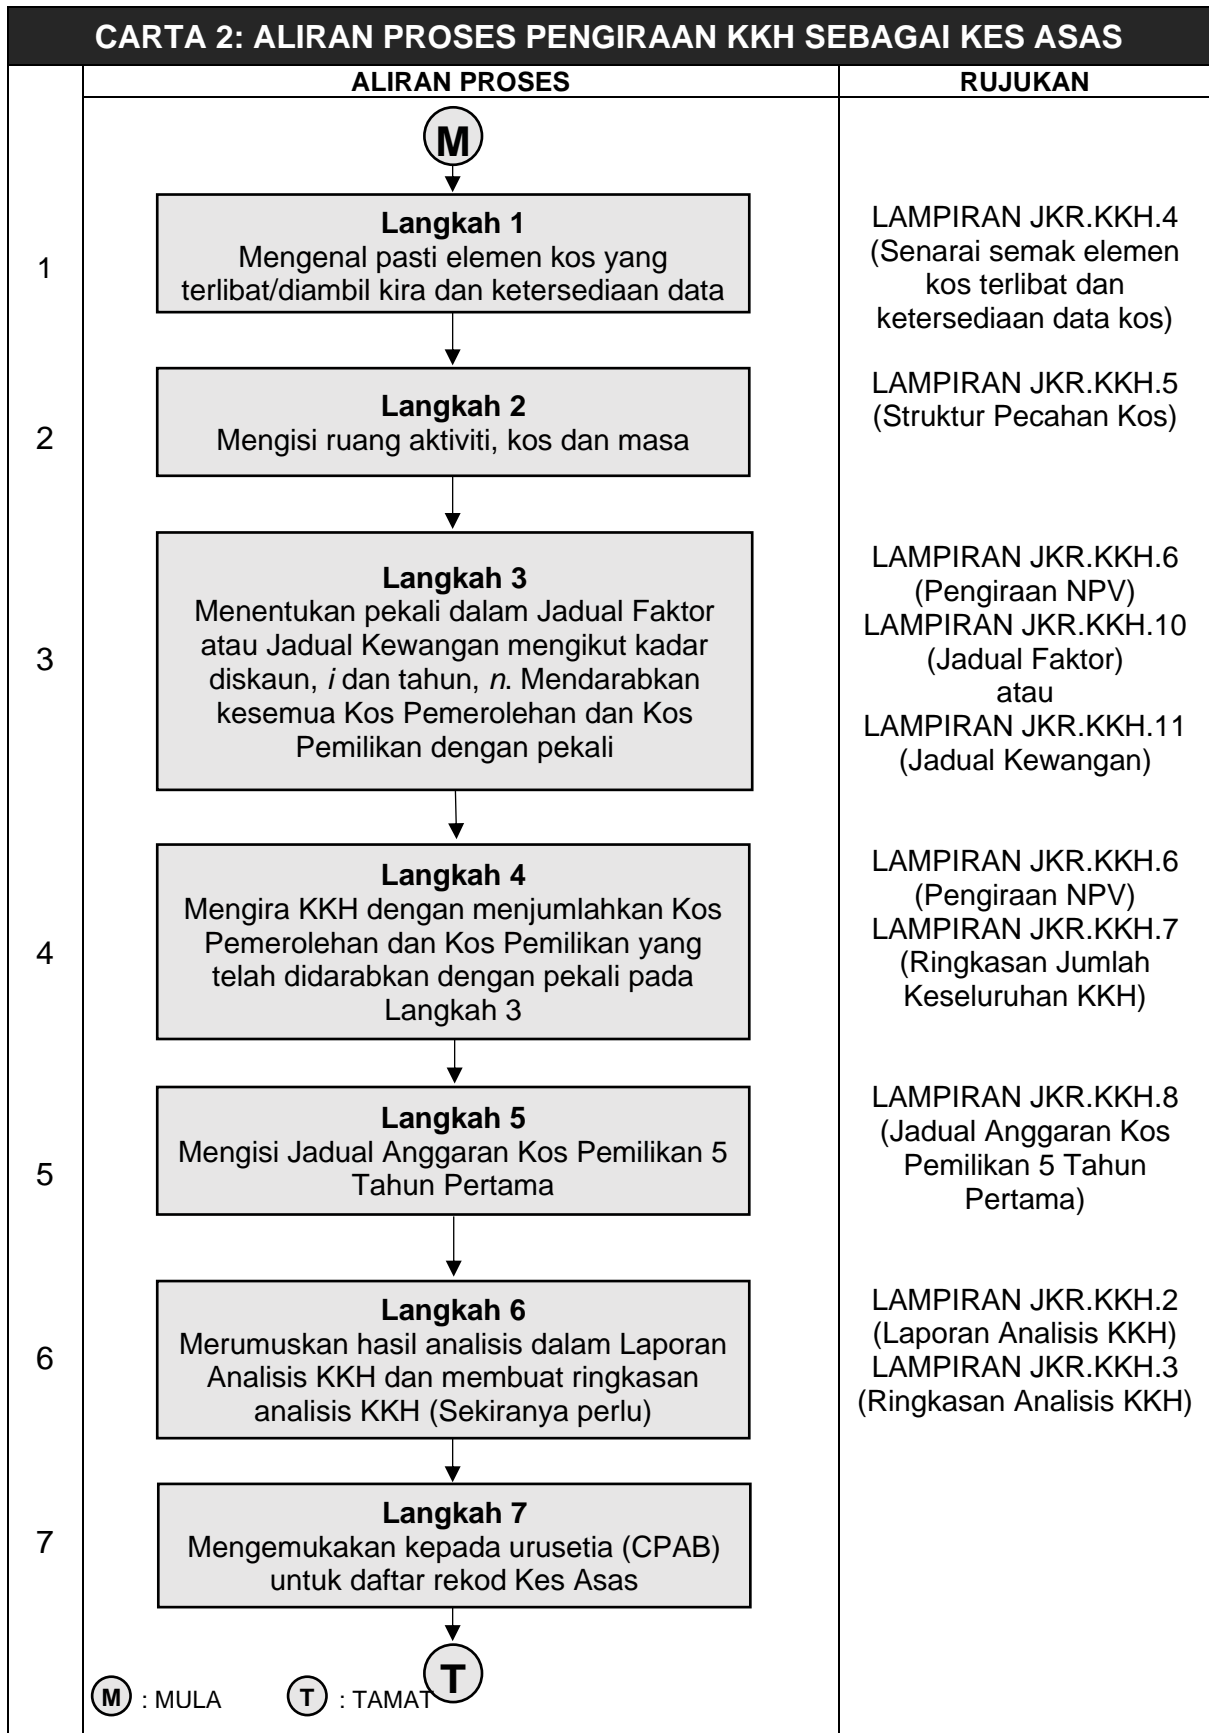 CARTA 2: ALIRAN PROSES PENGIRAAN KKH SEBAGAI KES ASAS
ALIRAN PROSES
RUJUKAN
M
1
Langkah 1
Mengenal pasti elemen kos yang
terlibat/diambil kira dan ketersediaan data
LAMPIRAN JKR.KKH.4
(Senarai semak elemen
kos terlibat dan
ketersediaan data kos)
2
Langkah 2
Mengisi ruang aktiviti, kos dan masa
LAMPIRAN JKR.KKH.5
(Struktur Pecahan Kos)
3
Langkah 3
Menentukan pekali dalam Jadual Faktor
atau Jadual Kewangan mengikut kadar
diskaun, i dan tahun, n. Mendarabkan
kesemua Kos Pemerolehan dan Kos
Pemilikan dengan pekali
LAMPIRAN JKR.KKH.6
(Pengiraan NPV)
LAMPIRAN JKR.KKH.10
(Jadual Faktor)
atau
LAMPIRAN JKR.KKH.11
(Jadual Kewangan)
4
Langkah 4
Mengira KKH dengan menjumlahkan Kos
Pemerolehan dan Kos Pemilikan yang
telah didarabkan dengan pekali pada
Langkah 3
LAMPIRAN JKR.KKH.6
(Pengiraan NPV)
LAMPIRAN JKR.KKH.7
(Ringkasan Jumlah
Keseluruhan KKH)
5
Langkah 5
Mengisi Jadual Anggaran Kos Pemilikan 5
Tahun Pertama
LAMPIRAN JKR.KKH.8
(Jadual Anggaran Kos
Pemilikan 5 Tahun
Pertama)
6
Langkah 6
Merumuskan hasil analisis dalam Laporan
Analisis KKH dan membuat ringkasan
analisis KKH (Sekiranya perlu)
LAMPIRAN JKR.KKH.2
(Laporan Analisis KKH)
LAMPIRAN JKR.KKH.3
(Ringkasan Analisis KKH)
7
Langkah 7
Mengemukakan kepada urusetia (CPAB)
untuk daftar rekod Kes Asas
T
M : MULA T : TAMAT